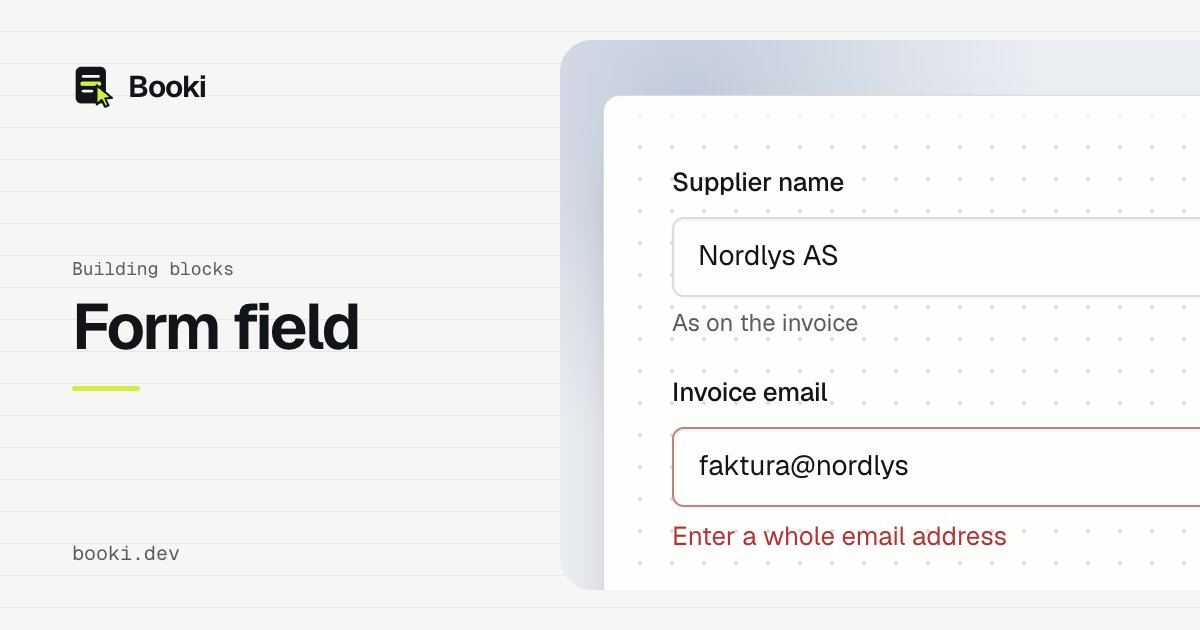 Booki
Building blocks
Form field
booki.dev
Supplier name
Nordlys AS
As on the invoice
Invoice email
faktura@nordlys
Enter a whole email address